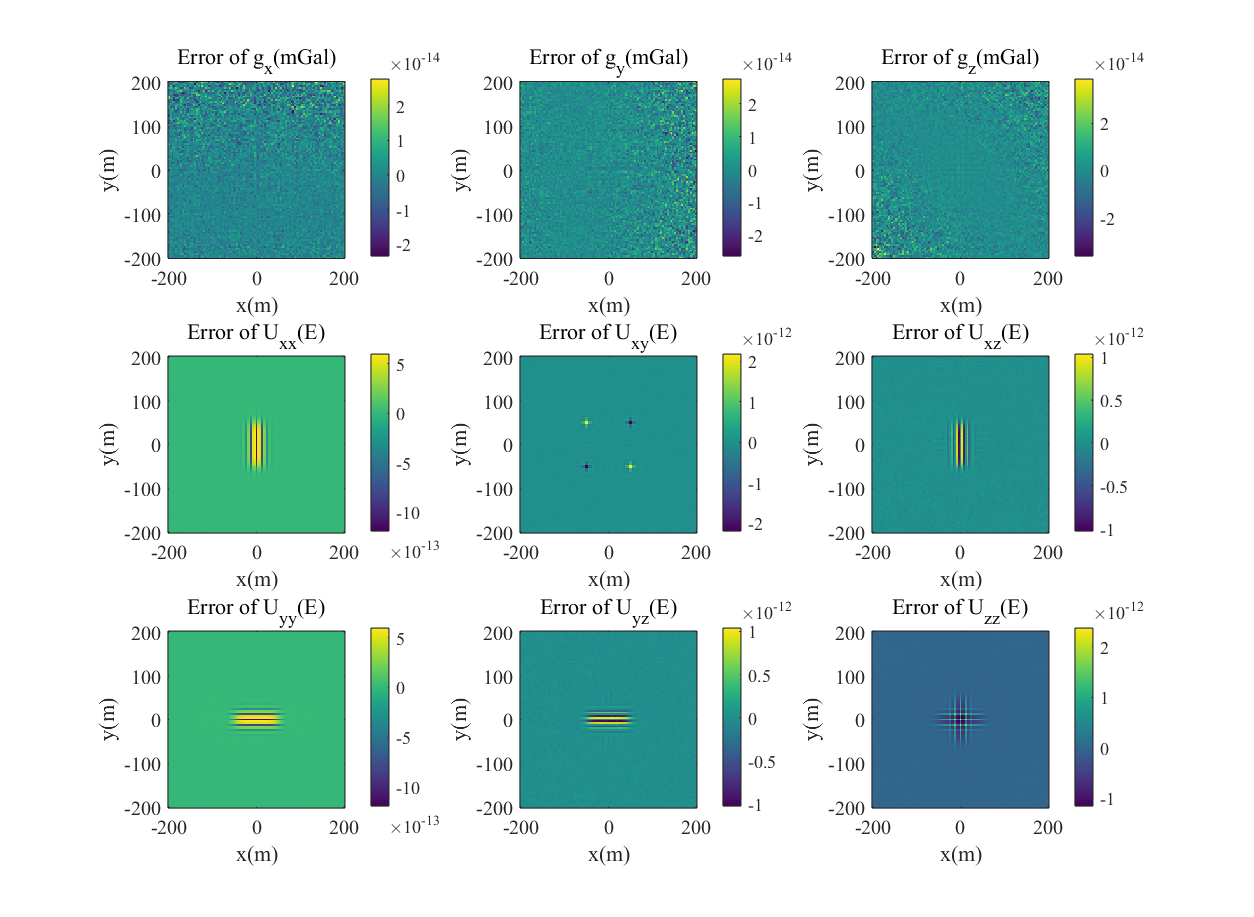 Error of g_x(mGal)
×10^-14
200
100
0
-100
-200
y(m)
-200 0 200
x(m)
2
1
0
-1
-2
Error of g_y(mGal)
×10^-14
200
100
0
-100
-200
y(m)
-200 0 200
x(m)
2
1
0
-1
-2
Error of g_z(mGal)
×10^-14
200
100
0
-100
-200
y(m)
-200 0 200
x(m)
2
0
-2
Error of U_xx(E)
200
100
0
-100
-200
y(m)
-200 0 200
x(m)
5
0
-5
-10
×10^-13
Error of U_xy(E)
×10^-12
200
100
0
-100
-200
y(m)
-200 0 200
x(m)
2
1
0
-1
-2
Error of U_xz(E)
×10^-12
200
100
0
-100
-200
y(m)
-200 0 200
x(m)
1
0.5
0
-0.5
-1
Error of U_yy(E)
200
100
0
-100
-200
y(m)
-200 0 200
x(m)
5
0
-5
-10
×10^-13
Error of U_yz(E)
×10^-12
200
100
0
-100
-200
y(m)
-200 0 200
x(m)
1
0.5
0
-0.5
-1
Error of U_zz(E)
×10^-12
200
100
0
-100
-200
y(m)
-200 0 200
x(m)
2
1
0
-1